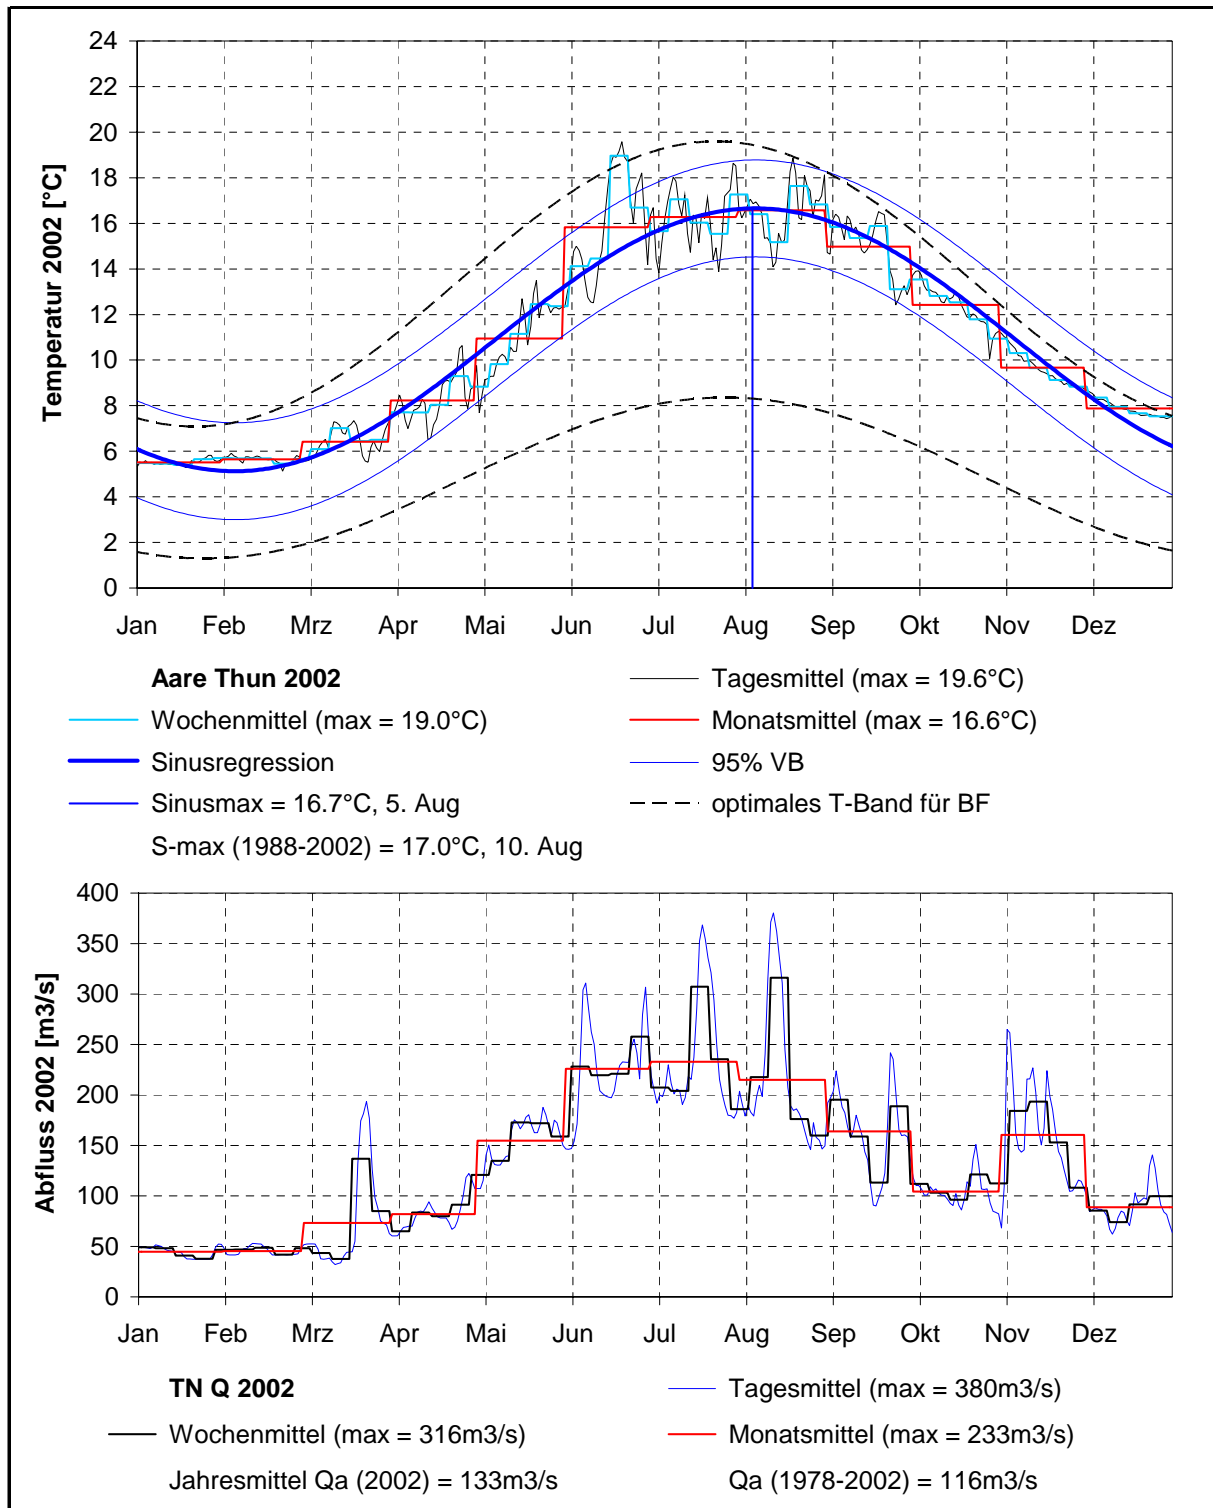 Temperatur 2002 [°C]
24
22
20
18
16
14
12
10
8
6
4
2
0
Jan Feb Mrz Apr Mai Jun Jul Aug Sep Okt Nov Dez
Aare Thun 2002
Tagesmittel (max = 19.6°C)
Wochenmittel (max = 19.0°C)
Monatsmittel (max = 16.6°C)
Sinusregression
95% VB
Sinusmax = 16.7°C, 5. Aug
optimales T-Band für BF
S-max (1988-2002) = 17.0°C, 10. Aug
Abfluss 2002 [m3/s]
400
350
300
250
200
150
100
50
0
Jan Feb Mrz Apr Mai Jun Jul Aug Sep Okt Nov Dez
TN Q 2002
Tagesmittel (max = 380m3/s)
Wochenmittel (max = 316m3/s)
Monatsmittel (max = 233m3/s)
Jahresmittel Qa (2002) = 133m3/s
Qa (1978-2002) = 116m3/s